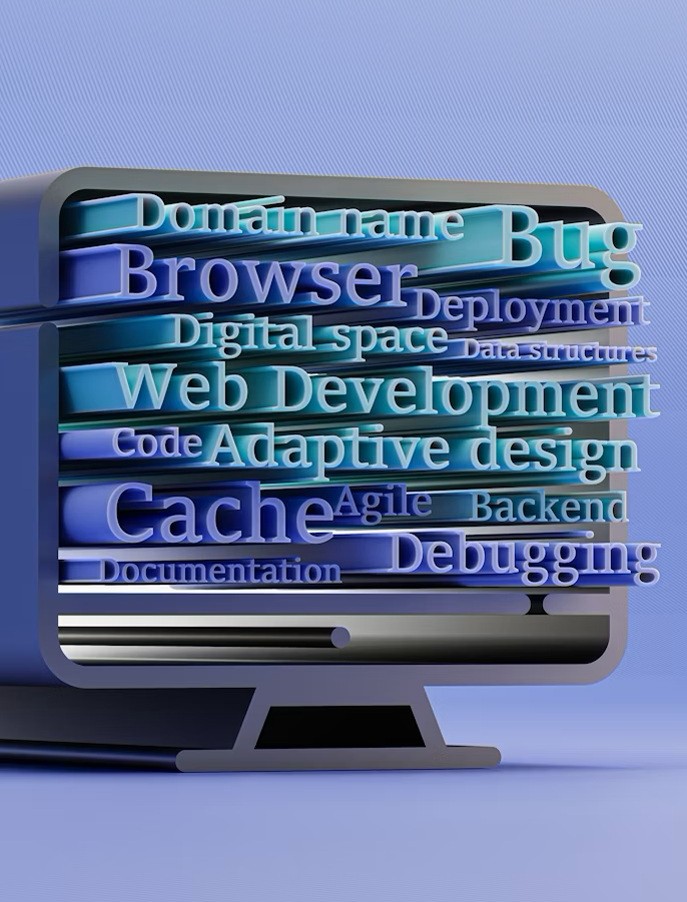 Domain name Bug
Browser
Deployment
Digital space
Data structures
Web Development
Code Adaptive design
Cache Agile Backend
Debugging
Documentation